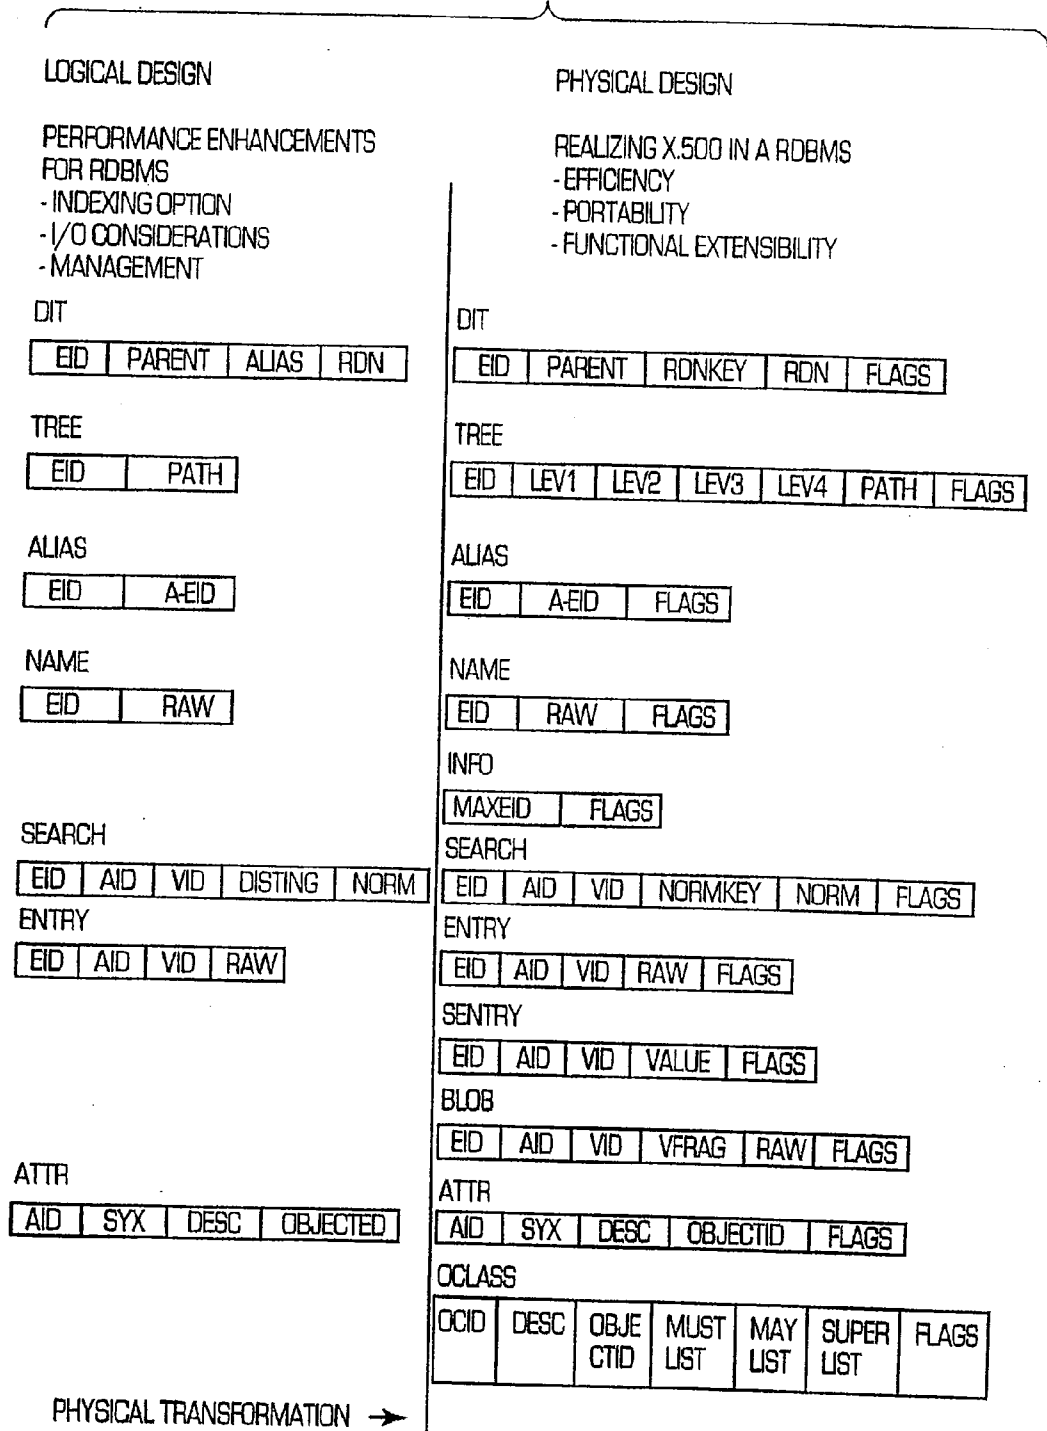 LOGICAL DESIGN
PERFORMANCE ENHANCEMENTS
FOR RDBMS
- INDEXING OPTION
- I/O CONSIDERATIONS
- MANAGEMENT
DIT
EID PARENT ALIAS RDN
TREE
EID PATH
ALIAS
EID A-EID
NAME
EID RAW
SEARCH
EID AID VID DISTING NORM
ENTRY
EID AID VID RAW
ATTR
AID SYX DESC OBJECTED
PHYSICAL TRANSFORMATION
PHYSICAL DESIGN
REALIZING X.500 IN A RDBMS
- EFFICIENCY
- PORTABILITY
- FUNCTIONAL EXTENSIBILITY
DIT
EID PARENT RDNKEY RDN FLAGS
TREE
EID LEV1 LEV2 LEV3 LEV4 PATH FLAGS
ALIAS
EID A-EID FLAGS
NAME
EID RAW FLAGS
INFO
MAXEID FLAGS
SEARCH
EID AID VID NORMKEY NORM FLAGS
ENTRY
EID AID VID RAW FLAGS
SENTRY
EID AID VID VALUE FLAGS
BLOB
EID AID VID VFRAG RAW FLAGS
ATTR
AID SYX DESC OBJECTID FLAGS
OCLASS
OCID DESC OBJE MUST MAY SUPER FLAGS
CTID LIST LIST LIST